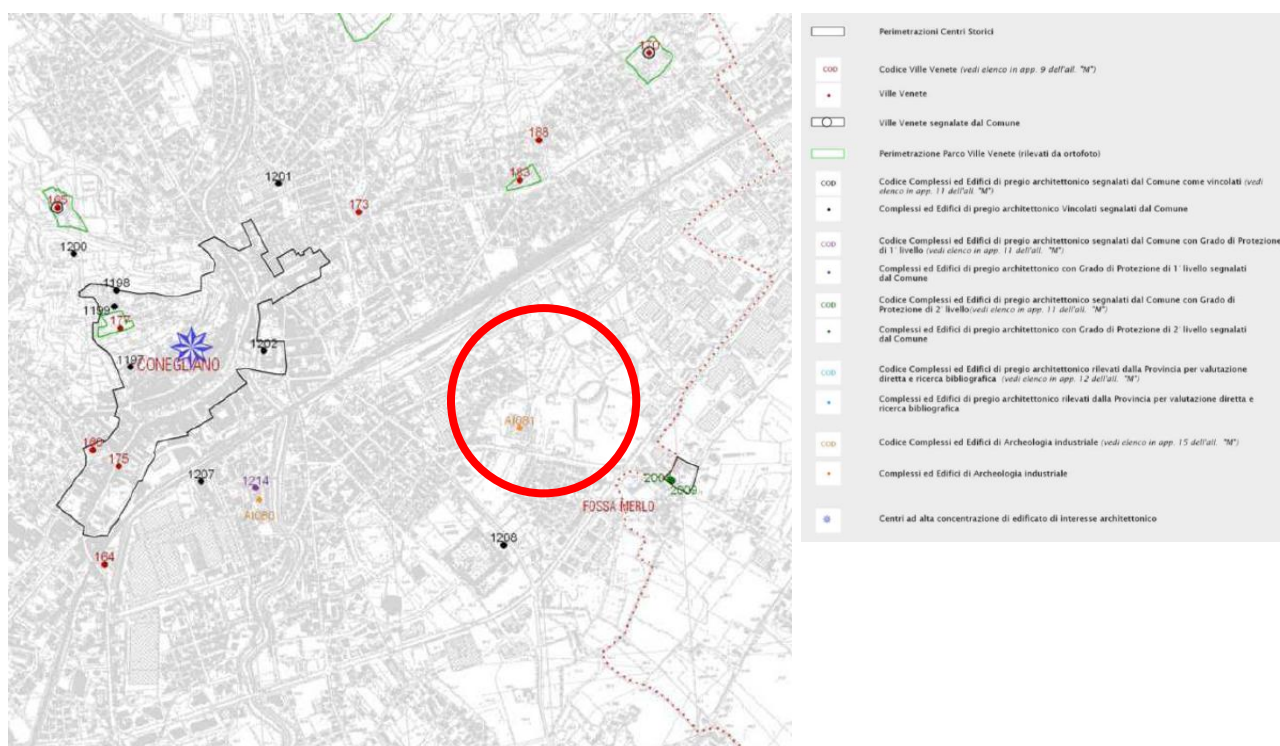 170
188
183
1201
173
165
1200
1198
1199
177
1197
CONEGLIANO
1202
AI081
175
1207
1214
AI080
2009
FOSSA MERLO
1208
164
Perimetrazioni Centri Storici
COD Codice Ville Venete (vedi elenco in app. 9 dell'all. "M")
Ville Venete
Ville Venete segnalate dal Comune
Perimetrazione Parco Ville Venete (rilevati da ortofoto)
COD Codice Complessi ed Edifici di pregio architettonico segnalati dal Comune come vincolati (vedi
elenco in app. 11 dell'all. "M")
Complessi ed Edifici di pregio architettonico Vincolati segnalati dal Comune
COD Codice Complessi ed Edifici di pregio architettonico segnalati dal Comune con Grado di Protezione
di 1° livello (vedi elenco in app. 11 dell'all. "M")
Complessi ed Edifici di pregio architettonico con Grado di Protezione di 1° livello segnalati
dal Comune
COD Codice Complessi ed Edifici di pregio architettonico segnalati dal Comune con Grado di
Protezione di 2° livello(vedi elenco in app. 11 dell'all. "M")
Complessi ed Edifici di pregio architettonico con Grado di Protezione di 2° livello segnalati
dal Comune
COD Codice Complessi ed Edifici di pregio architettonico rilevati dalla Provincia per valutazione
diretta e ricerca bibliografica (vedi elenco in app. 12 dell'all. "M")
Complessi ed Edifici di pregio architettonico rilevati dalla Provincia per valutazione diretta e
ricerca bibliografica
COD Codice Complessi ed Edifici di Archeologia industriale (vedi elenco in app. 15 dell'all. "M")
Complessi ed Edifici di Archeologia industriale
Centri ad alta concentrazione di edificato di interesse architettonico